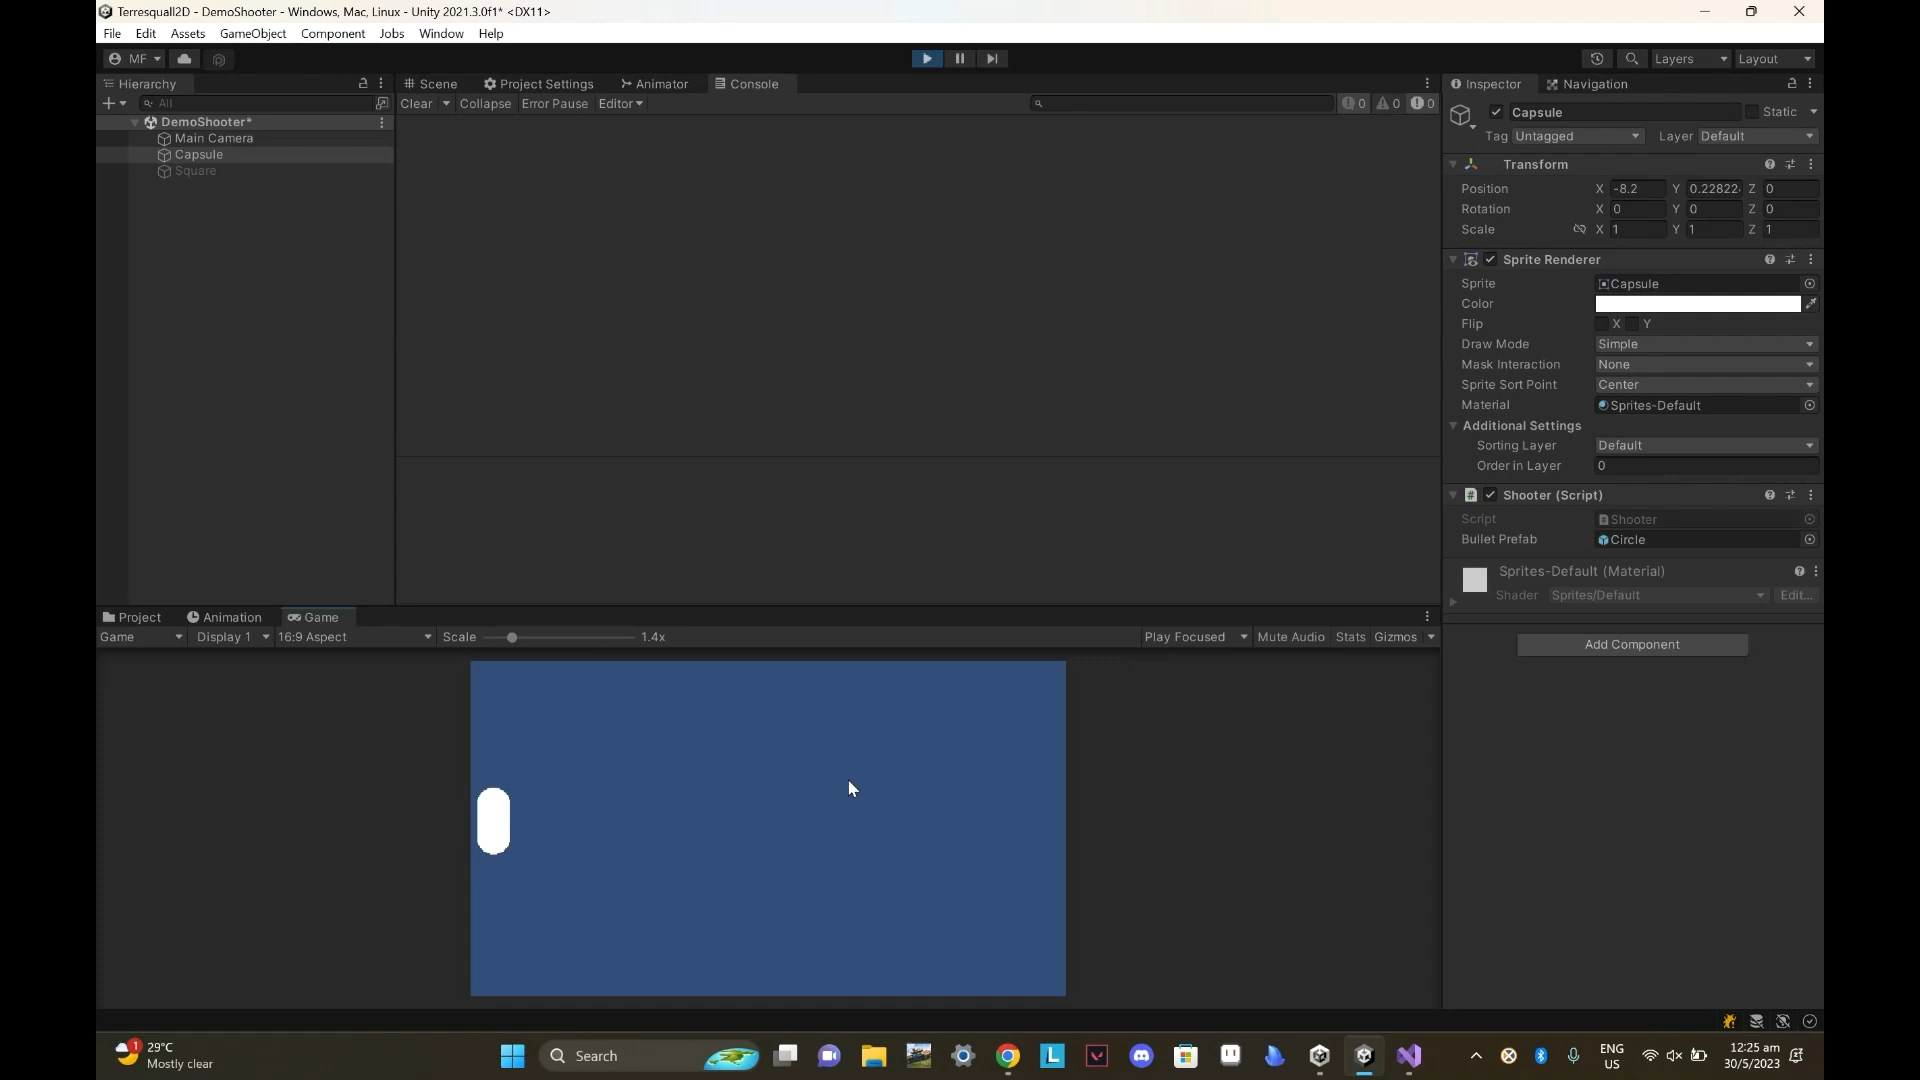 Terresquall2D - DemoShooter - Windows, Mac, Linux - Unity 2021.3.0f1* <DX11>
File Edit Assets GameObject Component Jobs Window Help
MF Layers Layout
Hierarchy Scene Project Settings Animator Console Inspector Navigation
All Clear Collapse Error Pause Editor 0 0 0 Capsule Static
Tag Untagged Layer Default
DemoShooter*
Main Camera
Capsule
Square
Transform
Position X -8.2 Y 0.22822 Z 0
Rotation X 0 Y 0 Z 0
Scale X 1 Y 1 Z 1
Sprite Renderer
Sprite Capsule
Color
Flip X Y
Draw Mode Simple
Mask Interaction None
Sprite Sort Point Center
Material Sprites-Default
Additional Settings
Sorting Layer Default
Order in Layer 0
Shooter (Script)
Script Shooter
Bullet Prefab Circle
Sprites-Default (Material)
Shader Sprites/Default Edit...
Add Component
Project Animation Game
Game Display 1 16:9 Aspect Scale 1.4x Play Focused Mute Audio Stats Gizmos
1 29°C
Mostly clear
Search
L
ENG
US
12:25 am
30/5/2023